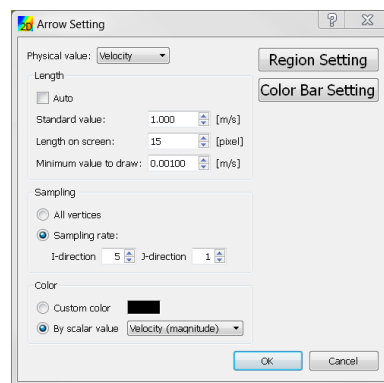 2D Arrow Setting
Physical value: Velocity
Region Setting
Length
Color Bar Setting
Auto
Standard value: 1.000 [m/s]
Length on screen: 15 [pixel]
Minimum value to draw: 0.00100 [m/s]
Sampling
All vertices
Sampling rate:
I-direction 5 J-direction 1
Color
Custom color
By scalar value Velocity (magnitude)
OK Cancel